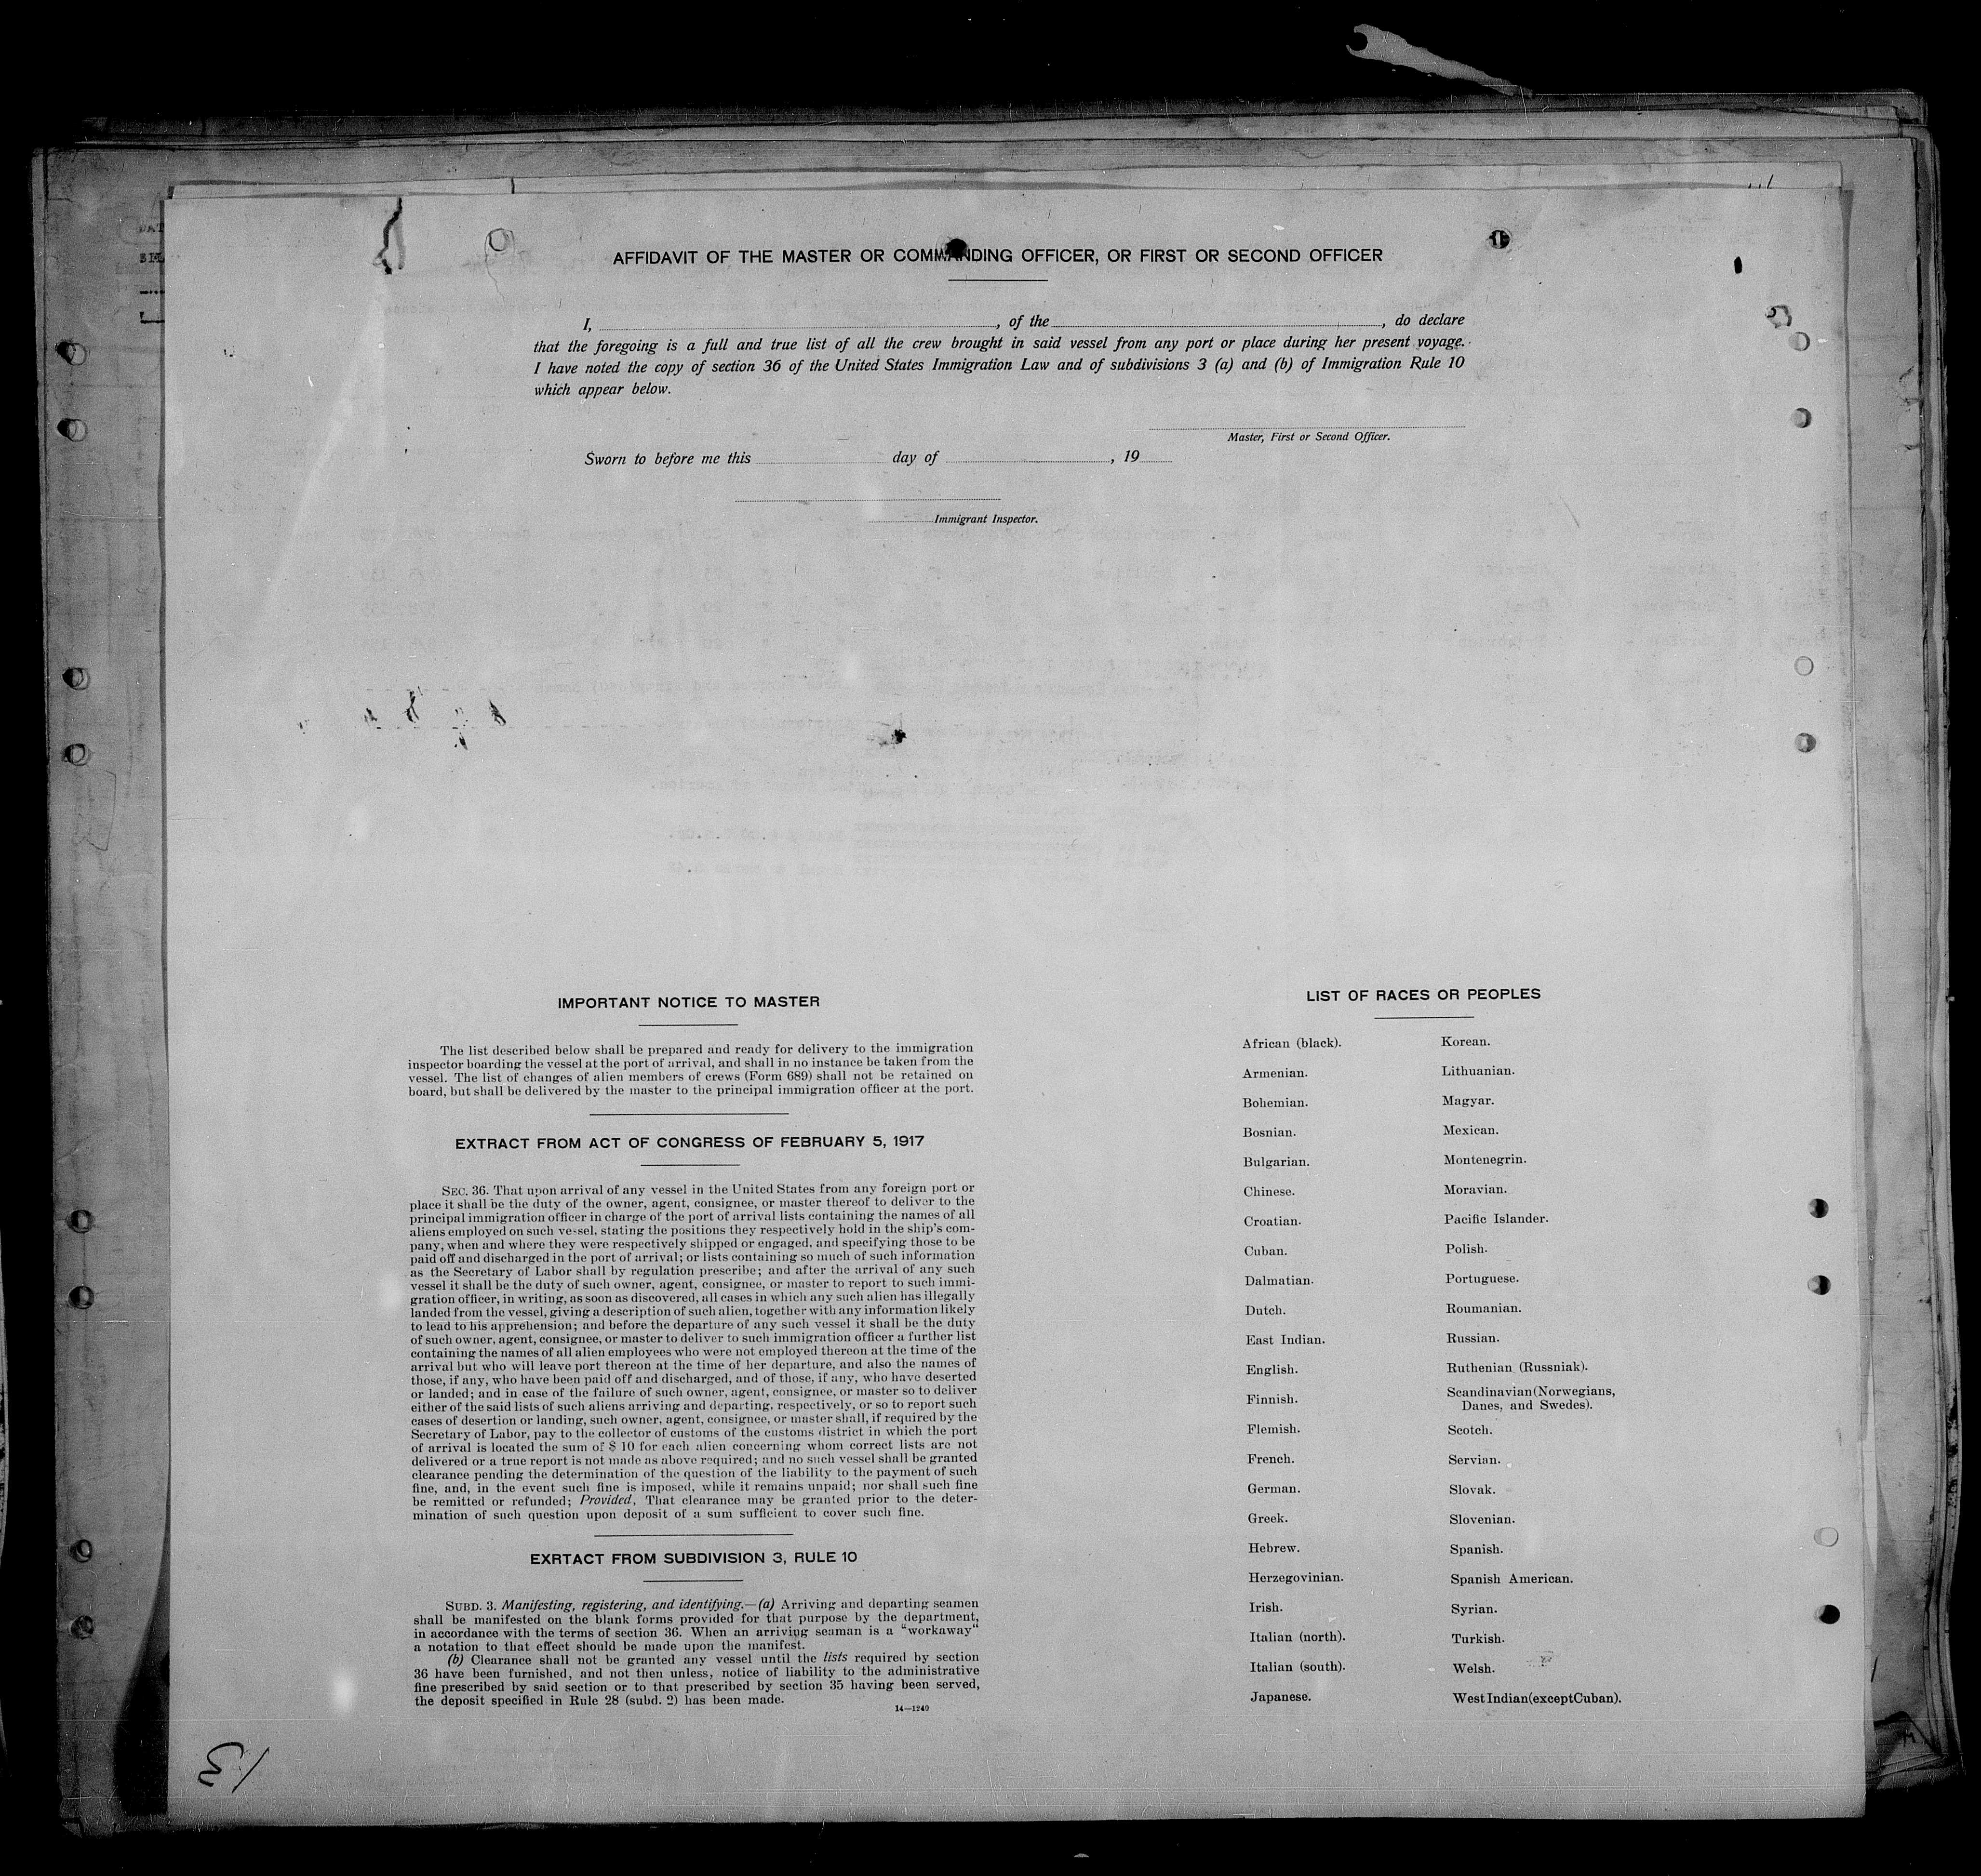 AFFIDAVIT OF THE MASTER OR COMMANDING OFFICER, OR FIRST OR SECOND OFFICER
I, , of the , do declare
that the foregoing is a full and true list of all the crew brought in said vessel from any port or place during her present voyage.
I have noted the copy of section 36 of the United States Immigration Law and of subdivisions 3 (a) and (b) of Immigration Rule 10
which appear below.
Master, First or Second Officer.
Sworn to before me this day of , 19
Immigrant Inspector.
IMPORTANT NOTICE TO MASTER
The list described below shall be prepared and ready for delivery to the immigration
inspector boarding the vessel at the port of arrival, and shall in no instance be taken from the
vessel. The list of changes of alien members of crews (Form 689) shall not be retained on
board, but shall be delivered by the master to the principal immigration officer at the port.
EXTRACT FROM ACT OF CONGRESS OF FEBRUARY 5, 1917
SEC. 36. That upon arrival of any vessel in the United States from any foreign port or
place it shall be the duty of the owner, agent, consignee, or master thereof to deliver to the
principal immigration officer in charge of the port of arrival lists containing the names of all
aliens employed on such vessel, stating the positions they respectively hold in the ship's com-
pany, when and where they were respectively shipped or engaged, and specifying those to be
paid off and discharged in the port of arrival; or lists containing so much of such information
as the Secretary of Labor shall by regulation prescribe; and after the arrival of any such
vessel it shall be the duty of such owner, agent, consignee, or master to report to such immi-
gration officer, in writing, as soon as discovered, all cases in which any such alien has illegally
landed from the vessel, giving a description of such alien, together with any information likely
to lead to his apprehension; and before the departure of any such vessel it shall be the duty
of such owner, agent, consignee, or master to deliver to such immigration officer a further list
containing the names of all alien employees who were not employed thereon at the time of the
arrival but who will leave port thereon at the time of her departure, and also the names of
those, if any, who have been paid off and discharged, and of those, if any, who have deserted
or landed; and in case of the failure of such owner, agent, consignee, or master so to deliver
either of the said lists of such aliens arriving and departing, respectively, or so to report such
cases of desertion or landing, such owner, agent, consignee, or master shall, if required by the
Secretary of Labor, pay to the collector of customs of the customs district in which the port
of arrival is located the sum of $ 10 for each alien concerning whom correct lists are not
delivered or a true report is not made as above required; and no such vessel shall be granted
clearance pending the determination of the question of the liability to the payment of such
fine, and, in the event such fine is imposed, while it remains unpaid; nor shall such fine
be remitted or refunded; Provided, That clearance may be granted prior to the deter-
mination of such question upon deposit of a sum sufficient to cover such fine.
EXRTACT FROM SUBDIVISION 3, RULE 10
SUBD. 3. Manifesting, registering, and identifying.—(a) Arriving and departing seamen
shall be manifested on the blank forms provided for that purpose by the department,
in accordance with the terms of section 36. When an arriving seaman is a "workaway"
a notation to that effect should be made upon the manifest.
(b) Clearance shall not be granted any vessel until the lists required by section
36 have been furnished, and not then unless, notice of liability to the administrative
fine prescribed by said section or to that prescribed by section 35 having been served,
the deposit specified in Rule 28 (subd. 2) has been made.
14—1240
LIST OF RACES OR PEOPLES
African (black).
Armenian.
Bohemian.
Bosnian.
Bulgarian.
Chinese.
Croatian.
Cuban.
Dalmatian.
Dutch.
East Indian.
English.
Finnish.
Flemish.
French.
German.
Greek.
Hebrew.
Herzegovinian.
Irish.
Italian (north).
Italian (south).
Japanese.
Korean.
Lithuanian.
Magyar.
Mexican.
Montenegrin.
Moravian.
Pacific Islander.
Polish.
Portuguese.
Roumanian.
Russian.
Ruthenian (Russniak).
Scandinavian (Norwegians,
Danes, and Swedes).
Scotch.
Servian.
Slovak.
Slovenian.
Spanish.
Spanish American.
Syrian.
Turkish.
Welsh.
West Indian (except Cuban).
13